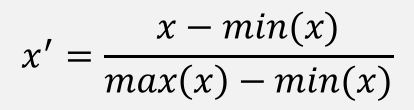 x′ = (x − min(x)) / (max(x) − min(x))